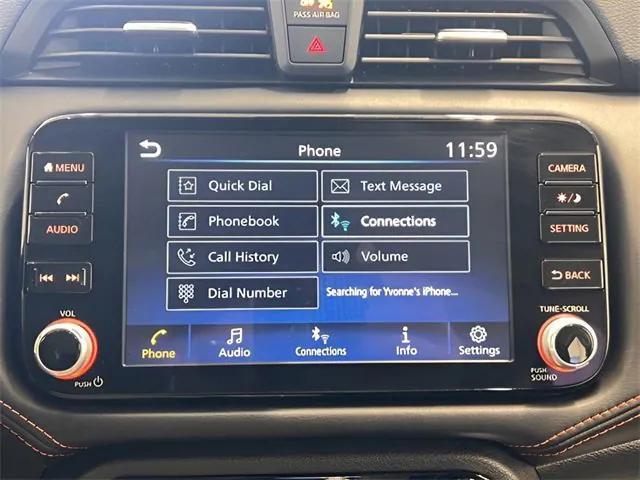 OFF
PASS AIR BAG
Phone 11:59
MENU
AUDIO
VOL
PUSH
Quick Dial
Phonebook
Call History
Dial Number
Text Message
Connections
Volume
Searching for Yvonne's iPhone...
Phone Audio Connections Info Settings
CAMERA
SETTING
BACK
TUNE-SCROLL
PUSH
SOUND